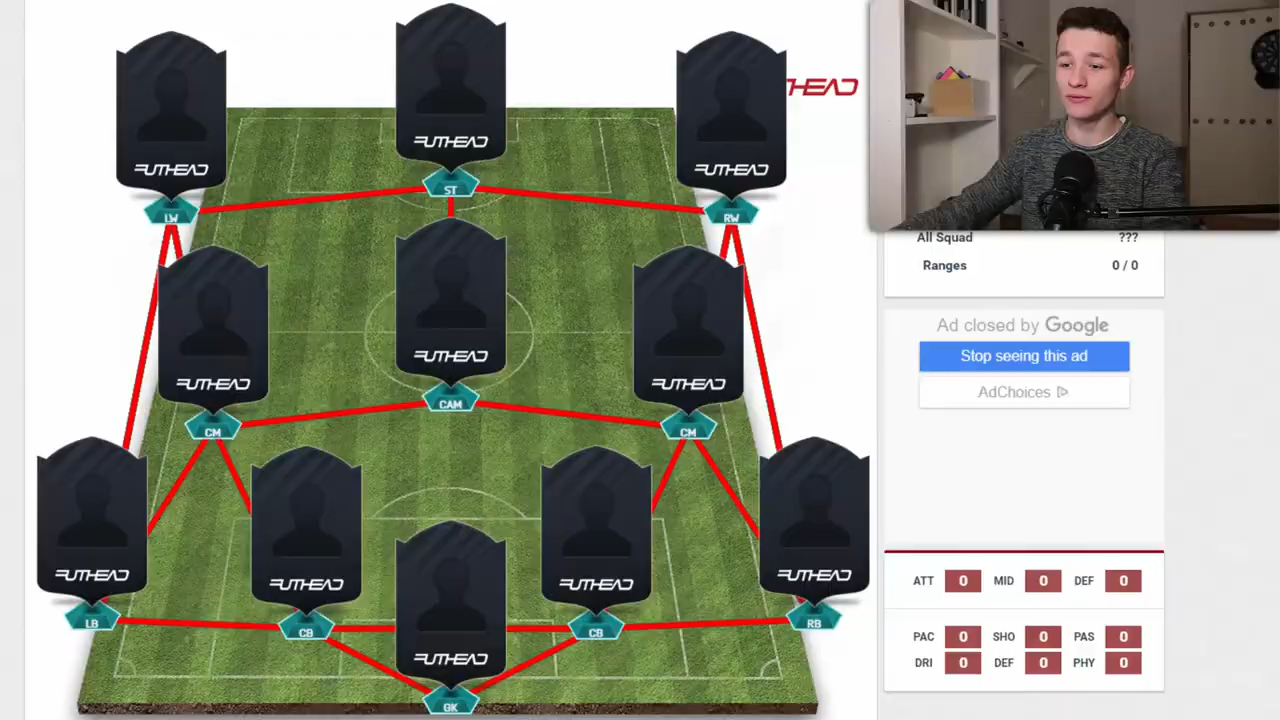 FUTHEAD
FUTHEAD
FUTHEAD
HEAD
ST
LW
RW
All Squad ???
Ranges 0 / 0
FUTHEAD
FUTHEAD
FUTHEAD
Ad closed by Google
Stop seeing this ad
AdChoices
CAM
CM
CM
FUTHEAD
FUTHEAD
FUTHEAD
FUTHEAD
ATT 0 MID 0 DEF 0
LB
CB
CB
RB
FUTHEAD
PAC 0 SHO 0 PAS 0
DRI 0 DEF 0 PHY 0
GK